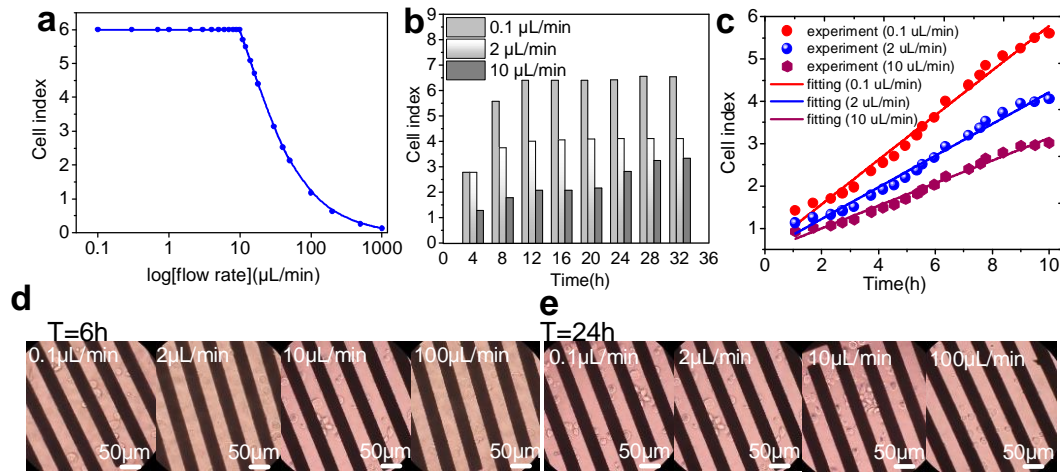 a
Cell index
6
5
4
3
2
1
0
0.1
1
10
100
1000
log[flow rate](µL/min)
b
Cell index
9
8
7
6
5
4
3
2
1
0
0.1 µL/min
2 µL/min
10 µL/min
0 4 8 12 16 20 24 28 32 36
Time(h)
c
Cell index
6
5
4
3
2
1
0
experiment (0.1 uL/min)
experiment (2 uL/min)
experiment (10 uL/min)
fitting (0.1 uL/min)
fitting (2 uL/min)
fitting (10 uL/min)
0 2 4 6 8 10
Time(h)
d
T=6h
0.1µL/min
2µL/min
10µL/min
100µL/min
50µm
50µm
50µm
50µm
e
T=24h
0.1µL/min
2µL/min
10µL/min
100µL/min
50µm
50µm
50µm
50µm